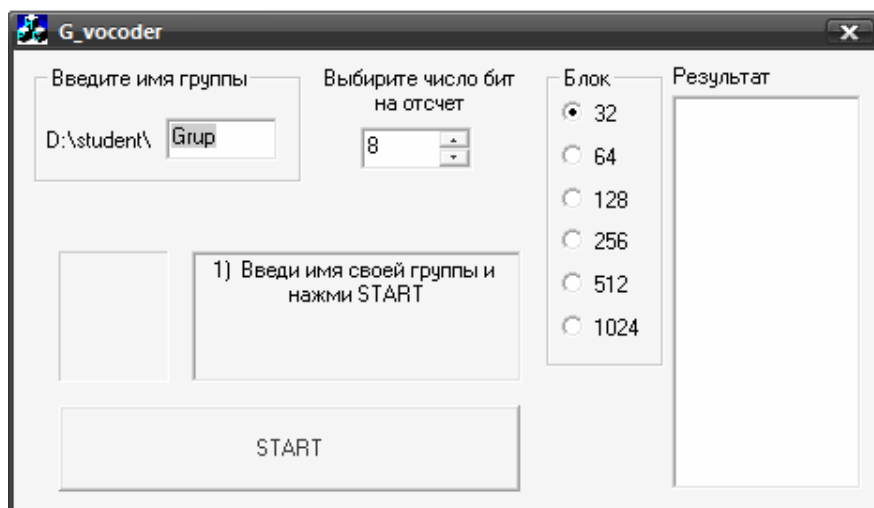 G_vocoder
Введите имя группы
D:\student\ Grup
Выбирите число бит
на отсчет
8
Блок
32
64
128
256
512
1024
Результат
1) Введи имя своей группы и
нажми START
START